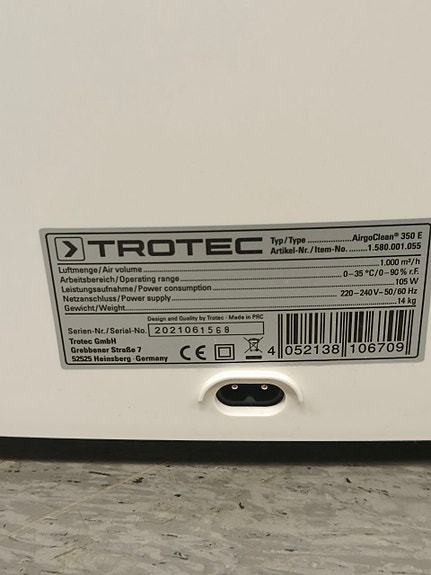 TROTEC
Typ/Type ................ AirgoClean® 350 E
Artikel-Nr./Item-No. ......... 1.580.001.055
Luftmenge/Air volume ........................ 1.000 m³/h
Arbeitsbereich/Operating range ........................ 0–35 °C/0–90 % r.F.
Leistungsaufnahme/Power consumption ........................ 105 W
Netzanschluss/Power supply ........................ 220–240 V~50/60 Hz
Gewicht/Weight ........................ 14 kg
Design and Quality by Trotec · Made in PRC
Serien-Nr./Serial-No. 2021061568
Trotec GmbH
Grebbener Straße 7
52525 Heinsberg · Germany
CE
4 052138 106709